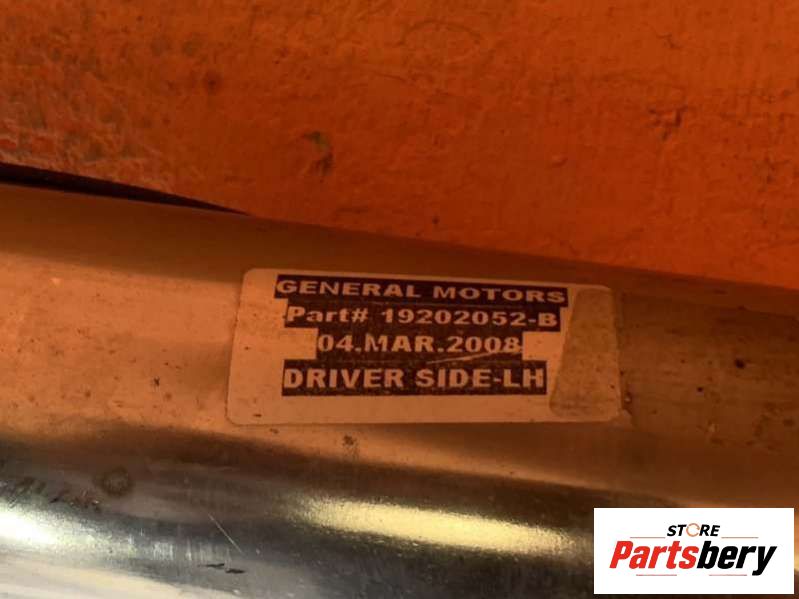 GENERAL MOTORS
Part# 19202052-B
04.MAR.2008
DRIVER SIDE-LH
STORE
Partsbery